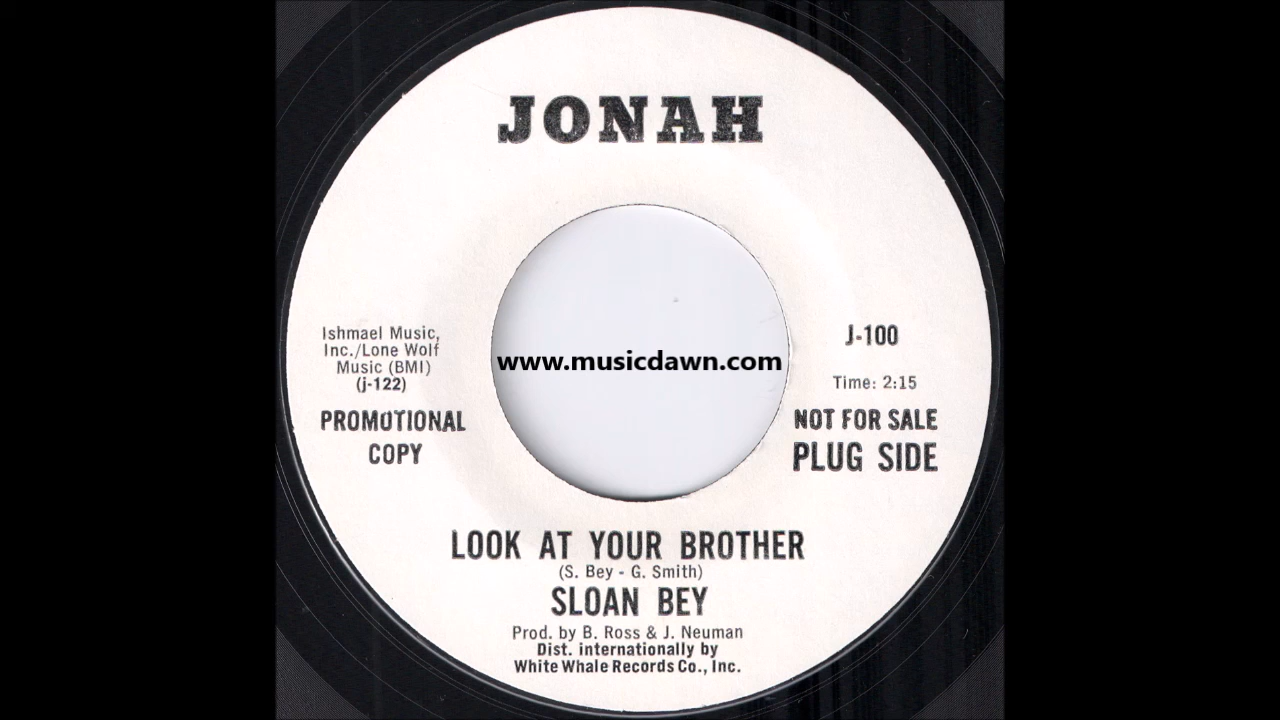 JONAH
Ishmael Music,
Inc./Lone Wolf
Music (BMI)
(j-122)
PROMOTIONAL
COPY
www.musicdawn.com
J-100
Time: 2:15
NOT FOR SALE
PLUG SIDE
LOOK AT YOUR BROTHER
(S. Bey - G. Smith)
SLOAN BEY
Prod. by B. Ross & J. Neuman
Dist. internationally by
White Whale Records Co., Inc.